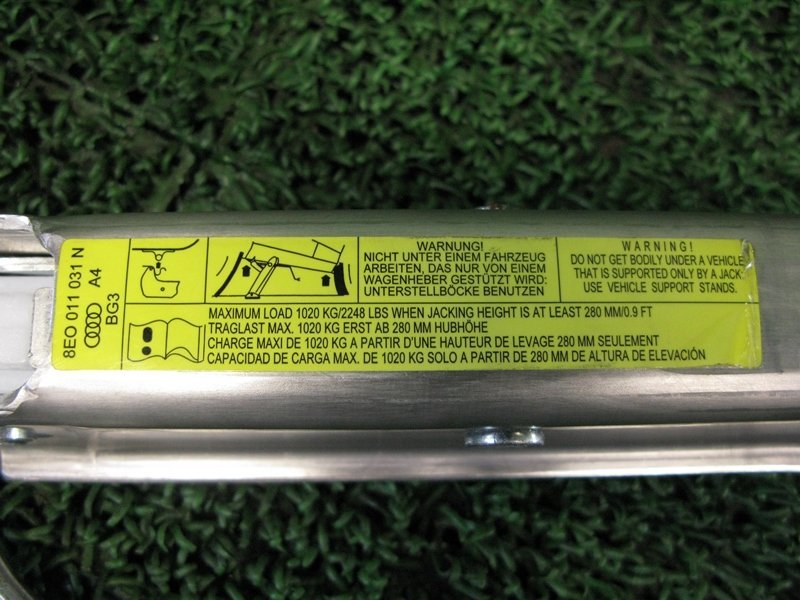 8E0 011 031 N
A4
BG3
WARNUNG!
NICHT UNTER EINEM FAHRZEUG
ARBEITEN, DAS NUR VON EINEM
WAGENHEBER GESTÜTZT WIRD:
UNTERSTELLBÖCKE BENUTZEN
WARNING!
DO NOT GET BODILY UNDER A VEHICLE
THAT IS SUPPORTED ONLY BY A JACK:
USE VEHICLE SUPPORT STANDS.
MAXIMUM LOAD 1020 KG/2248 LBS WHEN JACKING HEIGHT IS AT LEAST 280 MM/0.9 FT
TRAGLAST MAX. 1020 KG ERST AB 280 MM HUBHÖHE
CHARGE MAXI DE 1020 KG A PARTIR D'UNE HAUTEUR DE LEVAGE 280 MM SEULEMENT
CAPACIDAD DE CARGA MAX. DE 1020 KG SOLO A PARTIR DE 280 MM DE ALTURA DE ELEVACIÓN